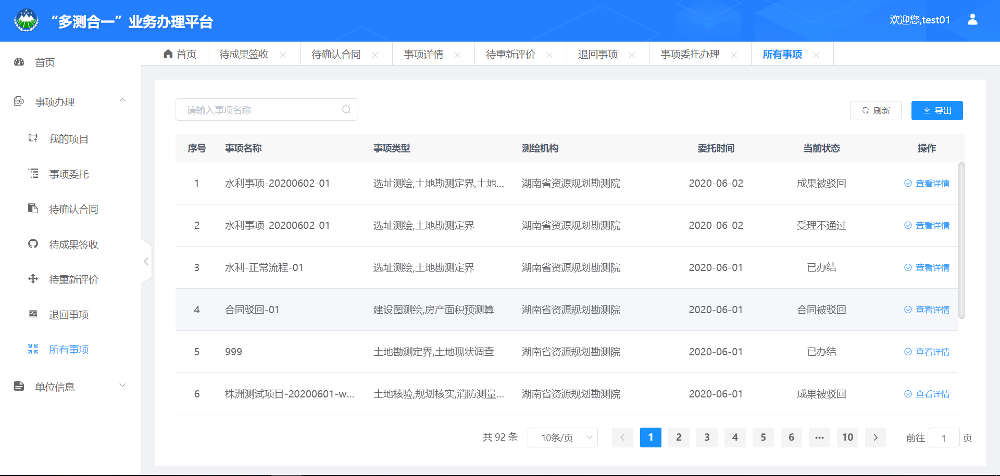 “多测合一”业务办理平台
欢迎您,test01
首页
待成果签收
待确认合同
事项详情
待重新评价
退回事项
事项委托办理
所有事项
首页
事项办理
我的项目
事项委托
待确认合同
待成果签收
待重新评价
退回事项
所有事项
单位信息
请输入事项名称
刷新
导出
序号 事项名称 事项类型 测绘机构 委托时间 当前状态 操作
1 水利事项-20200602-01 选址测绘,土地勘测定界,土地... 湖南省资源规划勘测院 2020-06-02 成果被驳回 查看详情
2 水利事项-20200602-01 选址测绘,土地勘测定界 湖南省资源规划勘测院 2020-06-02 受理不通过 查看详情
3 水利-正常流程-01 选址测绘,土地勘测定界 湖南省资源规划勘测院 2020-06-01 已办结 查看详情
4 合同驳回-01 建设图测绘,房产面积预测算 湖南省资源规划勘测院 2020-06-01 合同被驳回 查看详情
5 999 土地勘测定界,土地现状调查 湖南省资源规划勘测院 2020-06-01 已办结 查看详情
6 株洲测试项目-20200601-w... 土地核验,规划核实,消防测量... 湖南省资源规划勘测院 2020-06-01 成果被驳回 查看详情
共 92 条 10条/页 1 2 3 4 5 6 ... 10 前往 1 页